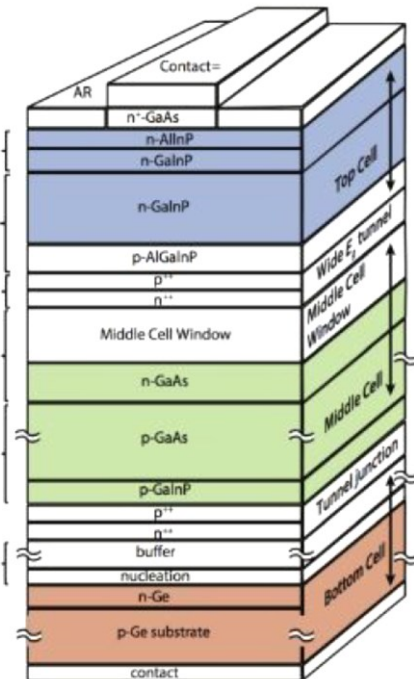 Contact=
AR
n⁺-GaAs
n-AlInP
n-GaInP
n-GaInP
p-AlGaInP
p⁺⁺
n⁺⁺
Middle Cell Window
n-GaAs
p-GaAs
p-GaInP
p⁺⁺
n⁺⁺
buffer
nucleation
n-Ge
p-Ge substrate
contact
Top Cell
Wide Eg tunnel
Middle Cell
Window
Middle Cell
Tunnel junction
Bottom Cell